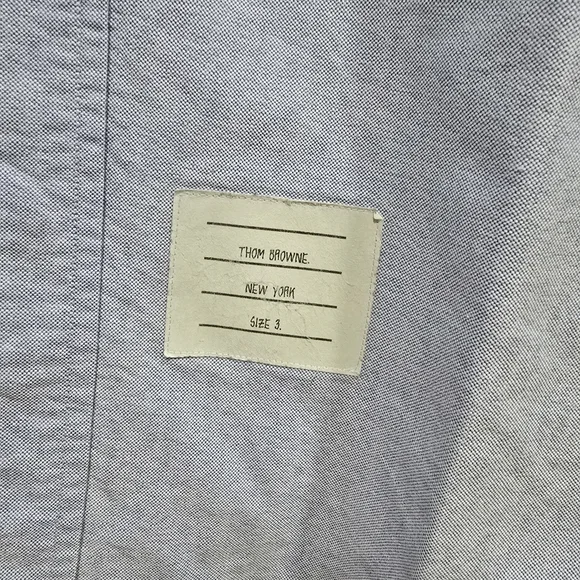 THOM BROWNE.
NEW YORK
SIZE 3.